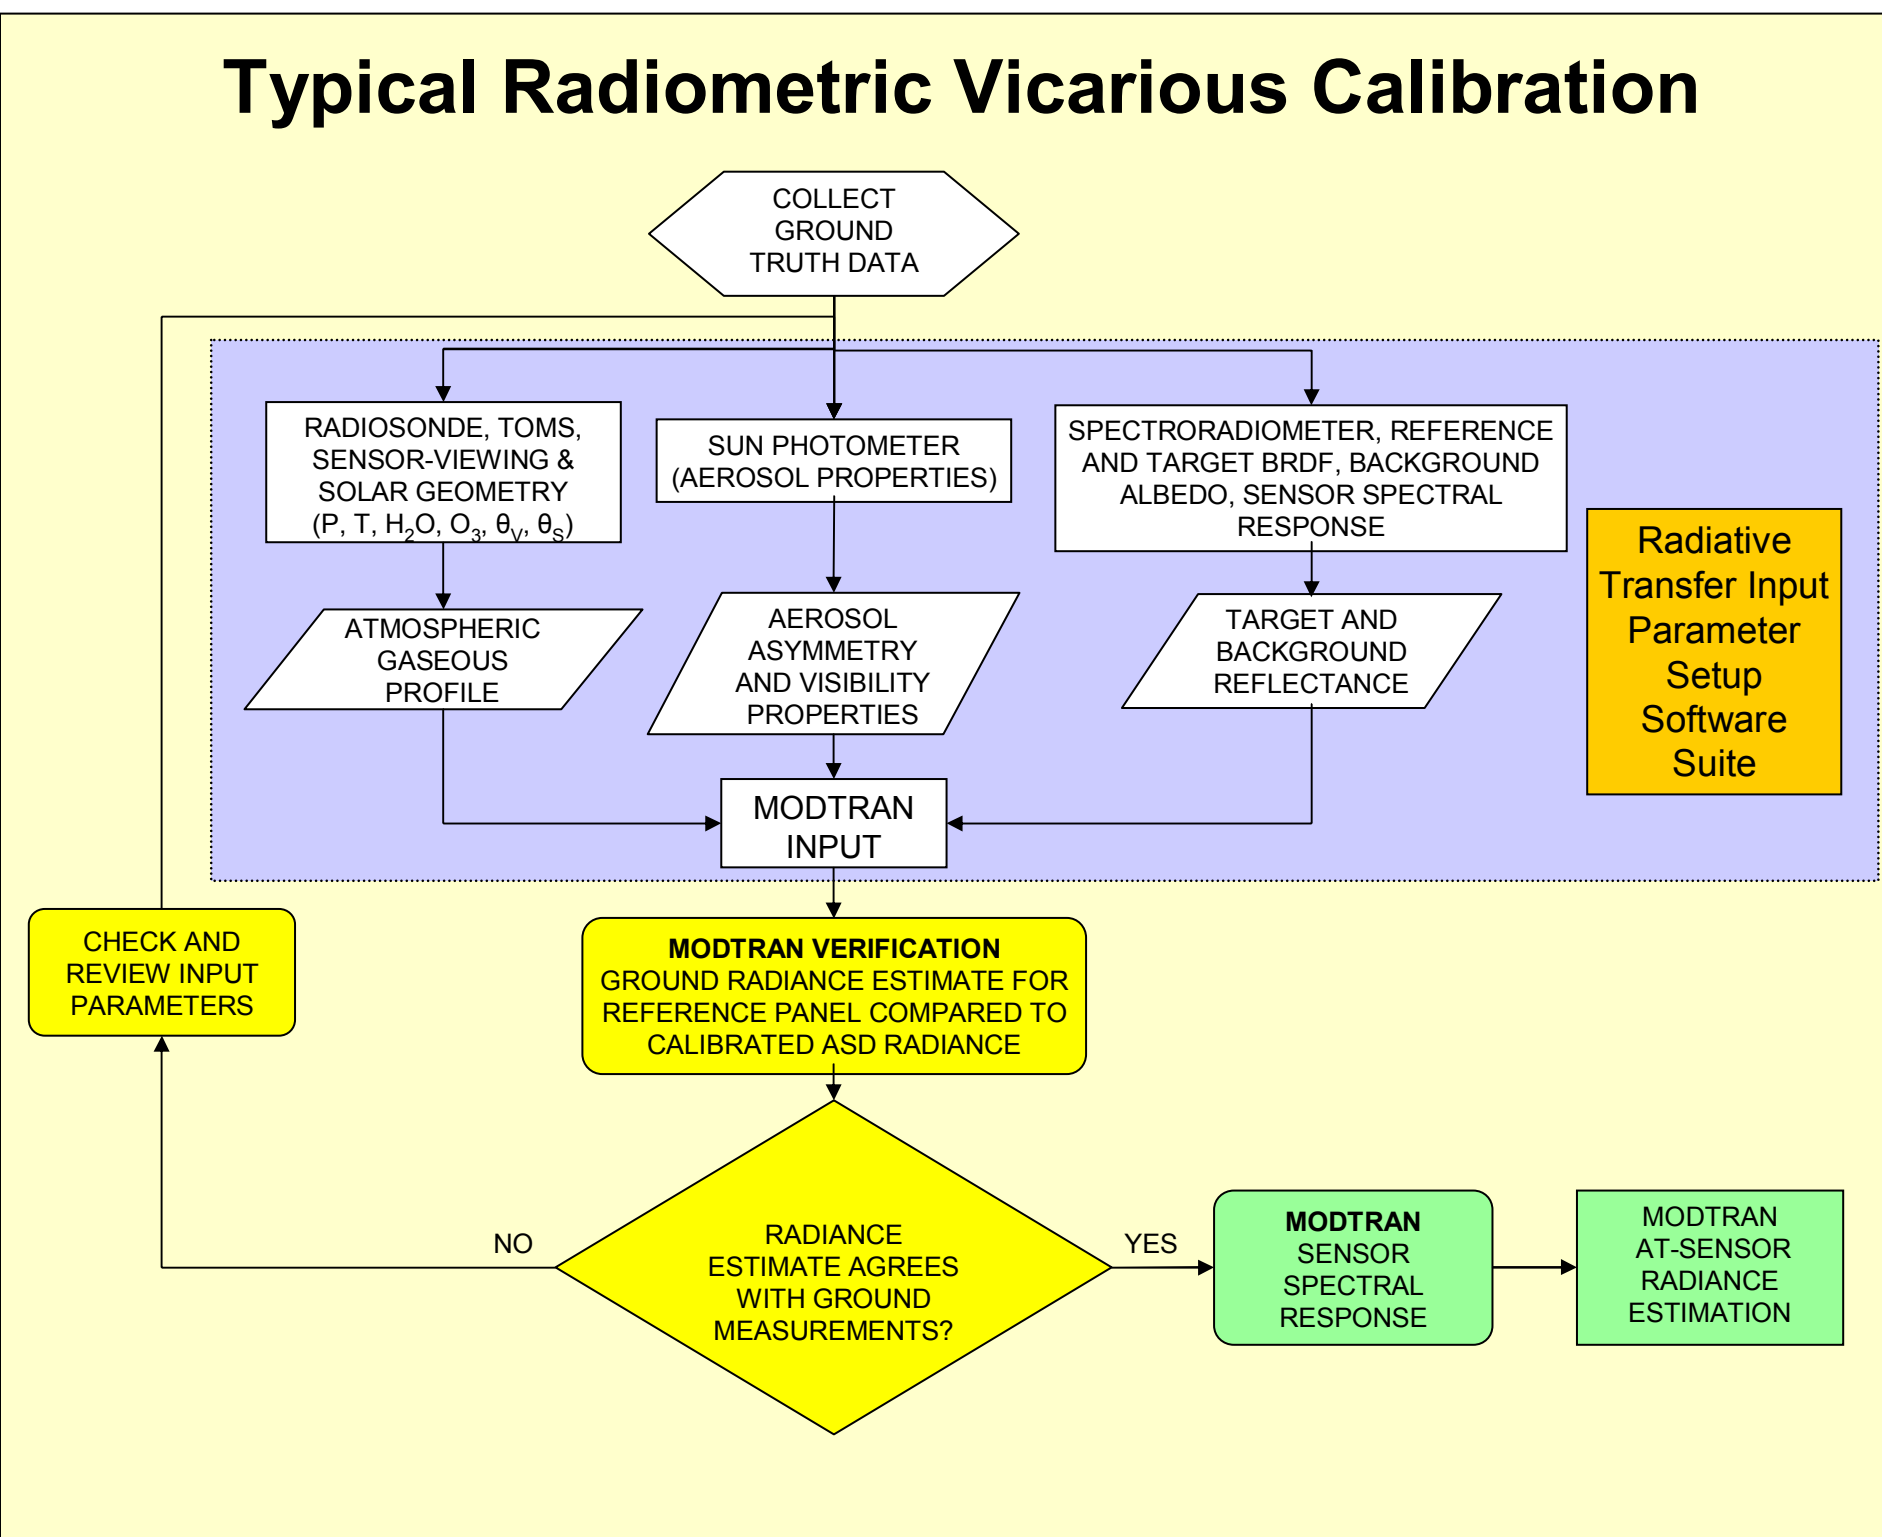 Typical Radiometric Vicarious Calibration
COLLECT
GROUND
TRUTH DATA
RADIOSONDE, TOMS,
SENSOR-VIEWING &
SOLAR GEOMETRY
(P, T, H₂O, O₃, θ_V, θ_S)
SUN PHOTOMETER
(AEROSOL PROPERTIES)
SPECTRORADIOMETER, REFERENCE
AND TARGET BRDF, BACKGROUND
ALBEDO, SENSOR SPECTRAL
RESPONSE
Radiative
Transfer Input
Parameter
Setup
Software
Suite
ATMOSPHERIC
GASEOUS
PROFILE
AEROSOL
ASYMMETRY
AND VISIBILITY
PROPERTIES
TARGET AND
BACKGROUND
REFLECTANCE
MODTRAN
INPUT
CHECK AND
REVIEW INPUT
PARAMETERS
MODTRAN VERIFICATION
GROUND RADIANCE ESTIMATE FOR
REFERENCE PANEL COMPARED TO
CALIBRATED ASD RADIANCE
NO
RADIANCE
ESTIMATE AGREES
WITH GROUND
MEASUREMENTS?
YES
MODTRAN
SENSOR
SPECTRAL
RESPONSE
MODTRAN
AT-SENSOR
RADIANCE
ESTIMATION